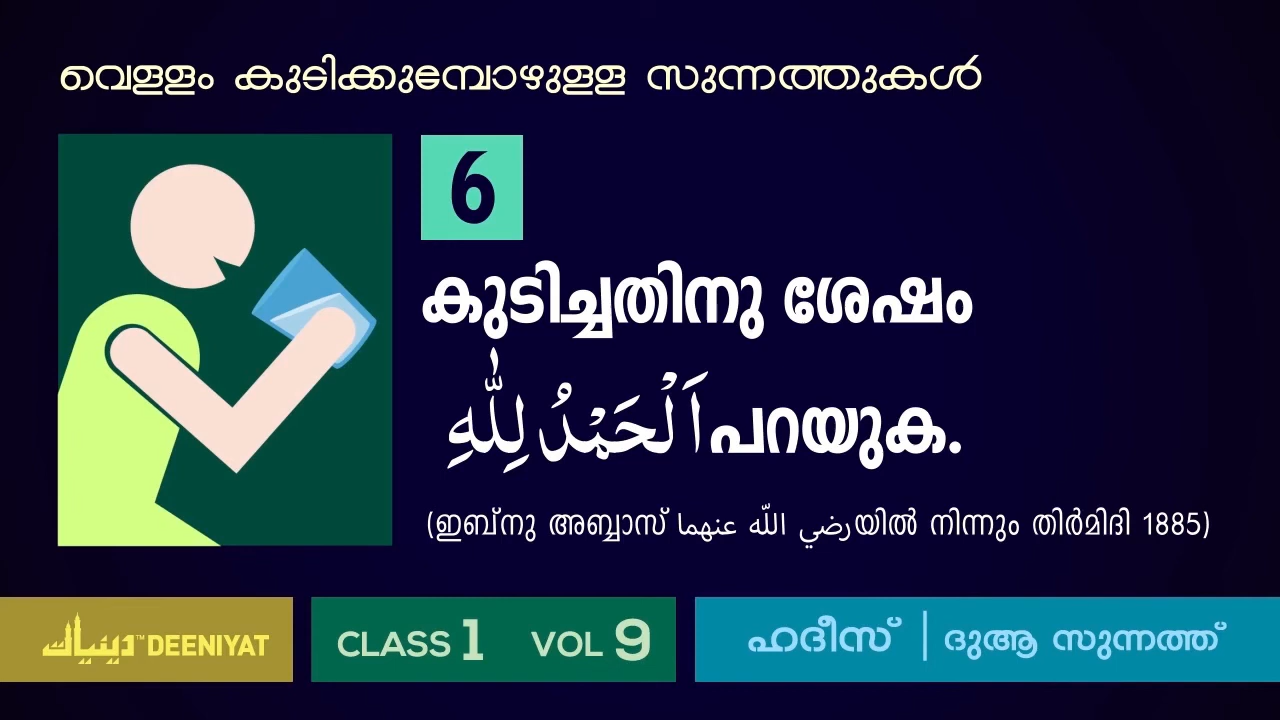 വെള്ളം കുടിക്കുമ്പോഴുള്ള സുന്നത്തുകൾ
6
കുടിച്ചതിനു ശേഷം
اَلْحَمْدُ لِلّٰهِ പറയുക.
(ഇബ്നു അബ്ബാസ് رضي الله عنهما യിൽ നിന്നും തിർമിദി 1885)
دينيات™ DEENIYAT
CLASS 1 VOL 9
ഹദീസ് | ദുആ സുന്നത്ത്